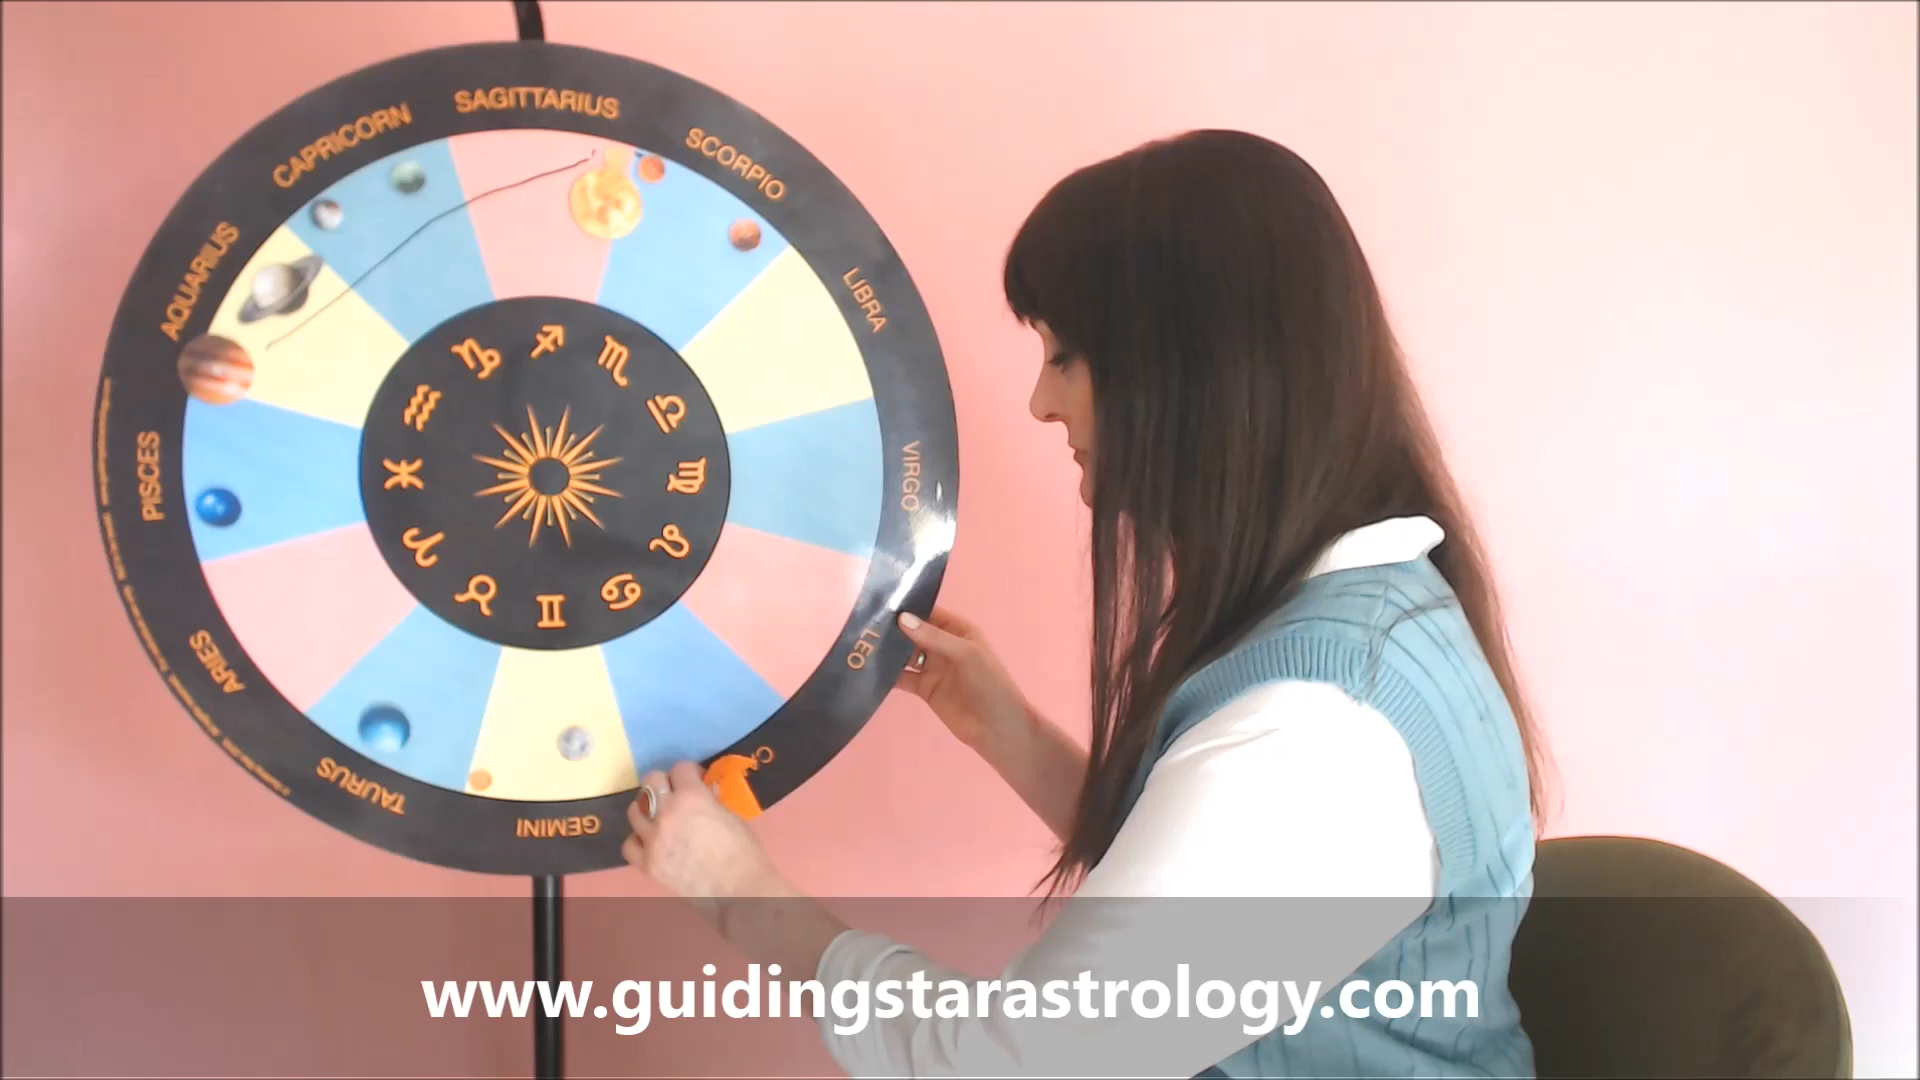 SAGITTARIUS
CAPRICORN
SCORPIO
AQUARIUS
LIBRA
PISCES
VIRGO
ARIES
LEO
TAURUS
GEMINI
www.guidingstarastrology.com